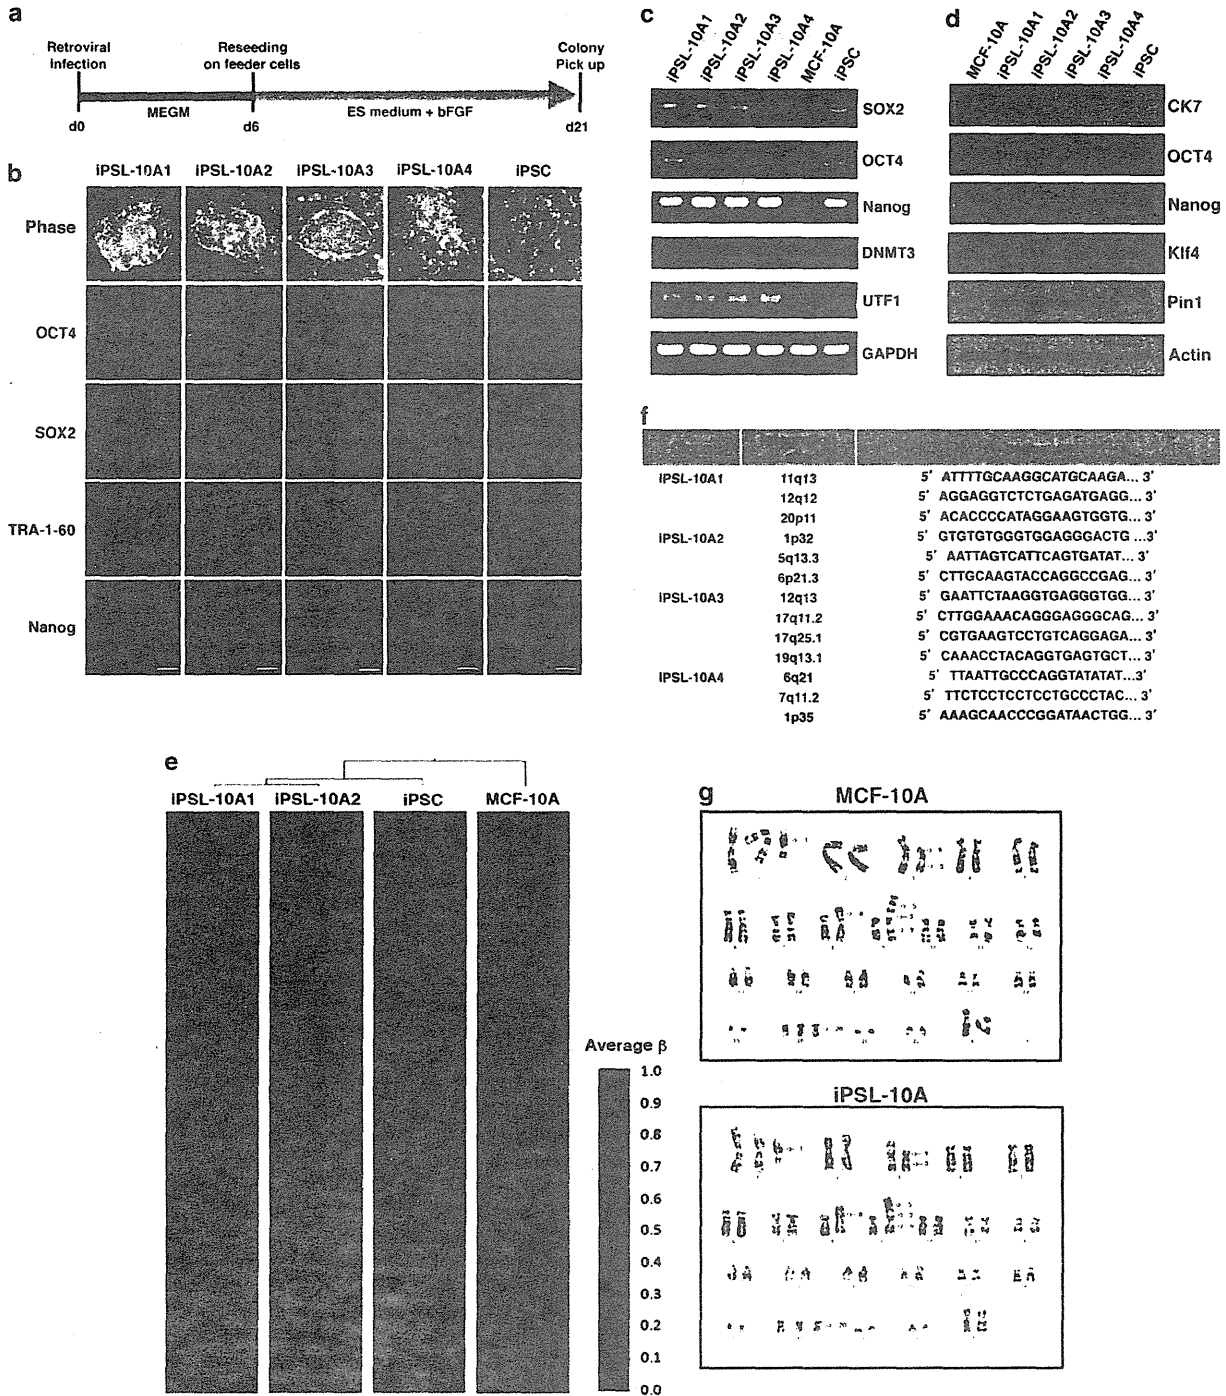 a
Retroviral
infection
Reseeding
on feeder cells
Colony
Pick up
MEGM
ES medium + bFGF
d0
d6
d21
b
iPSL-10A1
iPSL-10A2
iPSL-10A3
iPSL-10A4
iPSC
Phase
OCT4
SOX2
TRA-1-60
Nanog
c
iPSL-10A1
iPSL-10A2
iPSL-10A3
iPSL-10A4
MCF-10A
iPSC
SOX2
OCT4
Nanog
DNMT3
UTF1
GAPDH
d
MCF-10A
iPSL-10A1
iPSL-10A2
iPSL-10A3
iPSL-10A4
iPSC
CK7
OCT4
Nanog
Klf4
Pin1
Actin
f
iPSL-10A1 11q13 5' ATTTTGCAAGGCATGCAAGA... 3'
12q12 5' AGGAGGTCTCTGAGATGAGG... 3'
20p11 5' ACACCCCATAGGAAGTGGTG... 3'
iPSL-10A2 1p32 5' GTGTGTGGGTGGAGGGACTG ...3'
5q13.3 5' AATTAGTCATTCAGTGATAT... 3'
6p21.3 5' CTTGCAAGTACCAGGCCGAG... 3'
iPSL-10A3 12q13 5' GAATTCTAAGGTGAGGGTGG... 3'
17q11.2 5' CTTGGAAACAGGGAGGGCAG... 3'
17q25.1 5' CGTGAAGTCCTGTCAGGAGA... 3'
19q13.1 5' CAAACCTACAGGTGAGTGCT... 3'
iPSL-10A4 6q21 5' TTAATTGCCCAGGTATATAT...3'
7q11.2 5' TTCTCCTCCTCCTGCCCTAC... 3'
1p35 5' AAAGCAACCCGGATAACTGG... 3'
e
iPSL-10A1
iPSL-10A2
iPSC
MCF-10A
Average β
1.0
0.9
0.8
0.7
0.6
0.5
0.4
0.3
0.2
0.1
0.0
g
MCF-10A
iPSL-10A